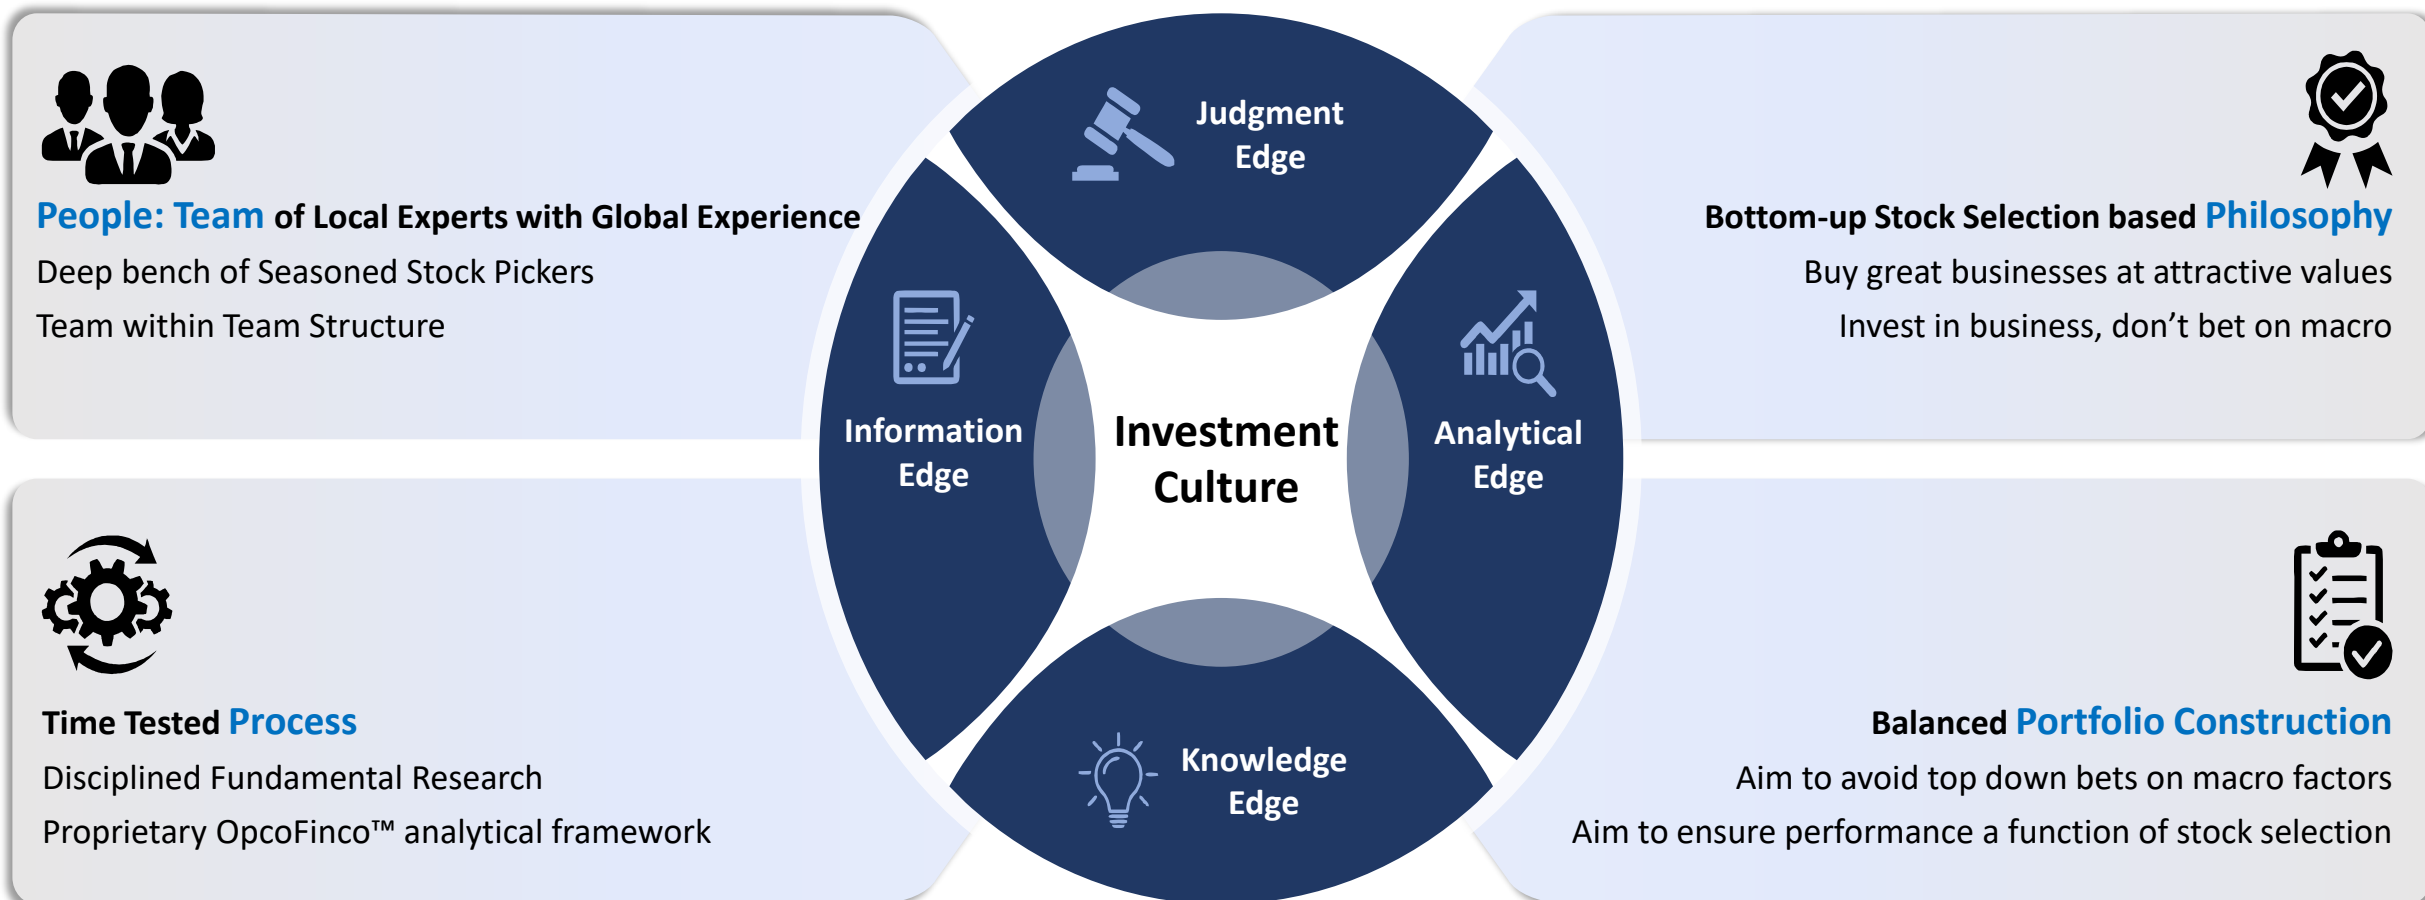 People: Team of Local Experts with Global Experience
Deep bench of Seasoned Stock Pickers
Team within Team Structure
Judgment
Edge
Bottom-up Stock Selection based Philosophy
Buy great businesses at attractive values
Invest in business, don’t bet on macro
Information
Edge
Investment
Culture
Analytical
Edge
Time Tested Process
Disciplined Fundamental Research
Proprietary OpcoFinco™ analytical framework
Knowledge
Edge
Balanced Portfolio Construction
Aim to avoid top down bets on macro factors
Aim to ensure performance a function of stock selection